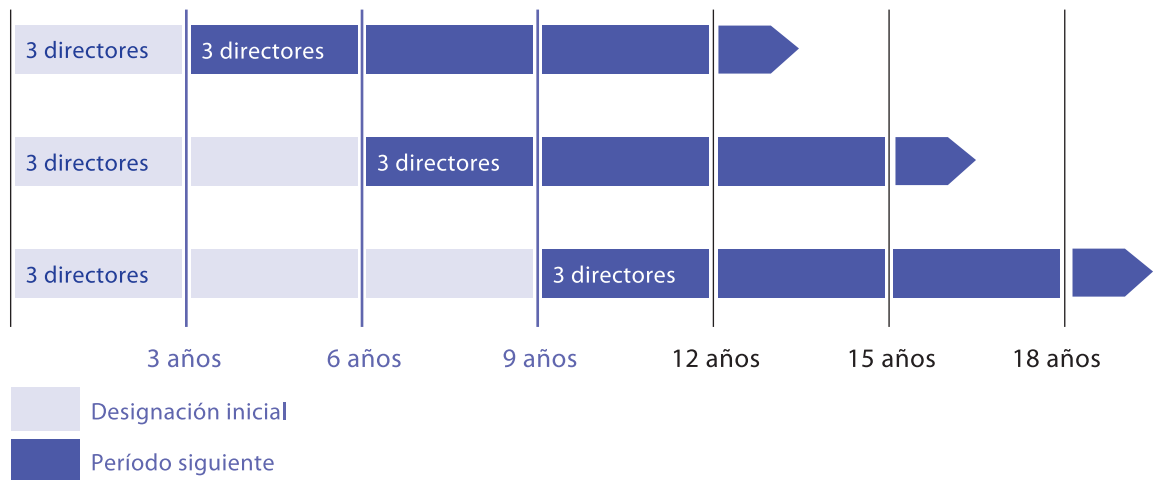 3 directores 3 directores
3 directores 3 directores
3 directores 3 directores
3 años 6 años 9 años 12 años 15 años 18 años
Designación inicial
Período siguiente